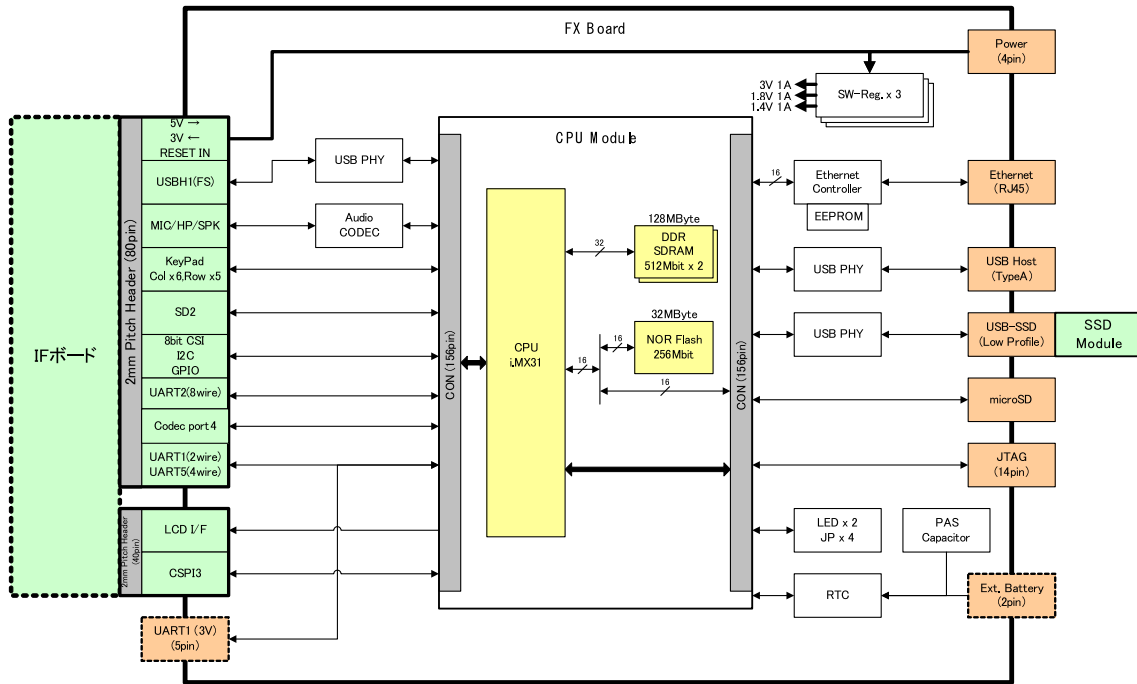 FX Board
Power
(4pin)
3V 1A
1.8V 1A
1.4V 1A
SW-Reg. x 3
IFボード
2mm Pitch Header (80pin)
5V →
3V ←
RESET IN
USBH1(FS)
MIC/HP/SPK
KeyPad
Col x6,Row x5
SD2
8bit CSI
I2C
GPIO
UART2(8wire)
Codec port4
UART1(2wire)
UART5(4wire)
2mm Pitch Header
(40pin)
LCD I/F
CSPI3
UART1 (3V)
(5pin)
USB PHY
Audio
CODEC
CPU Module
CON (156pin)
CPU
i.MX31
32
128MByte
DDR
SDRAM
512Mbit x 2
32MByte
NOR Flash
256Mbit
16
16
16
CON (156pin)
16
Ethernet
Controller
EEPROM
Ethernet
(RJ45)
USB PHY
USB Host
(TypeA)
USB PHY
USB-SSD
(Low Profile)
SSD
Module
microSD
JTAG
(14pin)
LED x 2
JP x 4
PAS
Capacitor
RTC
Ext. Battery
(2pin)